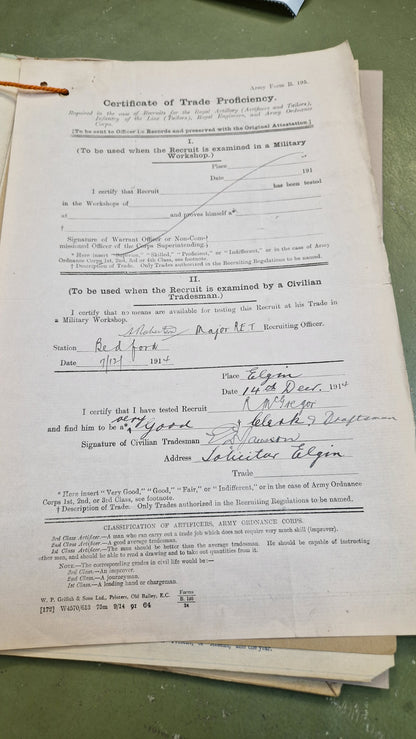 Army Form B. 195.
Certificate of Trade Proficiency.
Required in the case of Recruits for the Royal Artillery (Artificers and Tailors),
Infantry of the Line (Tailors), Royal Engineers, and Army Ordnance
Corps.
[To be sent to Officer i/c Records and preserved with the Original Attestation.]
I.
(To be used when the Recruit is examined in a Military
Workshop.)
Place
Date 191
I certify that Recruit has been tested
in the Workshops of
at and proves himself a*
†
Signature of Warrant Officer or Non-Com-
missioned Officer of the Corps Superintending.
* Here insert "Superior," "Skilled," "Proficient," or "Indifferent," or in the case of Army
Ordnance Corps 1st, 2nd, 3rd or 4th Class, see footnote.
† Description of Trade. Only Trades authorized in the Recruiting Regulations to be named.
II.
(To be used when the Recruit is examined by a Civilian
Tradesman.)
I certify that no means are available for testing this Recruit at his Trade in
a Military Workshop.
Major RET Recruiting Officer.
Station Bedford
Date 7/12/ 1914
Place Elgin
Date 14th Decr. 1914
I certify that I have tested Recruit R McGregor
and find him to be a* very Good † Clerk & Draftsman
Signature of Civilian Tradesman
Address Solicitor Elgin
Trade
* Here insert "Very Good," "Good," "Fair," or "Indifferent," or in the case of Army Ordnance
Corps 1st, 2nd, or 3rd Class, see footnote.
† Description of Trade. Only Trades authorized in the Recruiting Regulations to be named.
CLASSIFICATION OF ARTIFICERS, ARMY ORDNANCE CORPS.
3rd Class Artificer.—A man who can carry out a trade job which does not require very much skill (improver).
2nd Class Artificer.—A good average tradesman.
1st Class Artificer.—The man should be better than the average tradesman. He should be capable of instructing
other men, and should be able to read a drawing and to take out quantities from it.
NOTE.—The corresponding grades in civil life would be:—
3rd Class.—An improver.
2nd Class.—A journeyman.
1st Class.—A leading hand or chargeman.
W. P. Griffith & Sons Ltd., Printers, Old Bailey, E.C.
Forms
B. 195
[172] W4570/613 75m 9/14 91 64